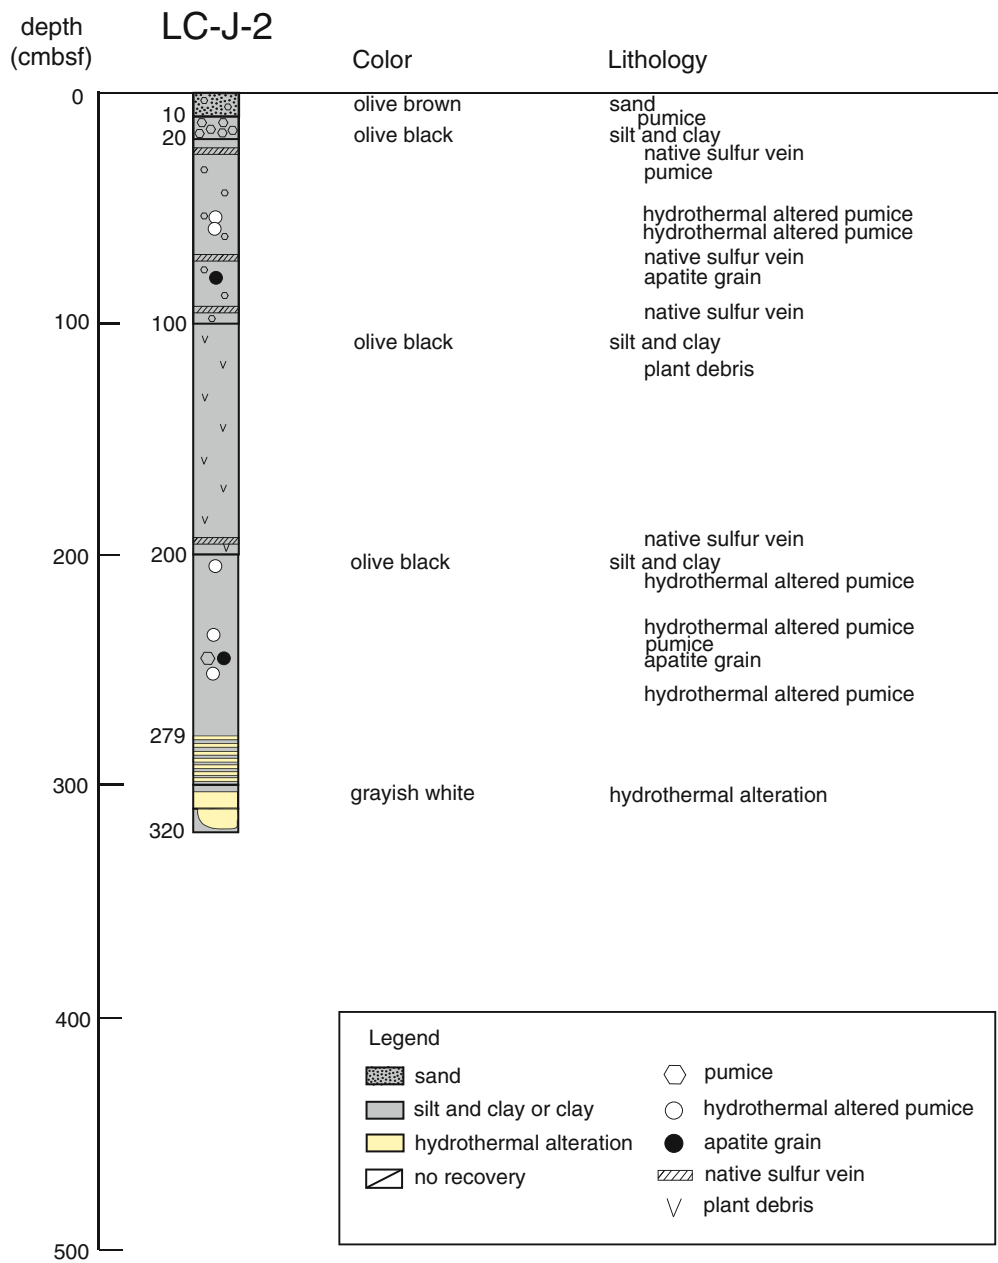 LC-J-2
depth
(cmbsf)
Color
Lithology
0
olive brown
sand
10
pumice
20
olive black
silt and clay
native sulfur vein
pumice
hydrothermal altered pumice
hydrothermal altered pumice
native sulfur vein
apatite grain
native sulfur vein
100
100
olive black
silt and clay
plant debris
native sulfur vein
200
200
olive black
silt and clay
hydrothermal altered pumice
hydrothermal altered pumice
pumice
apatite grain
hydrothermal altered pumice
279
300
grayish white
hydrothermal alteration
320
400
500
Legend
sand
silt and clay or clay
hydrothermal alteration
no recovery
pumice
hydrothermal altered pumice
apatite grain
native sulfur vein
plant debris